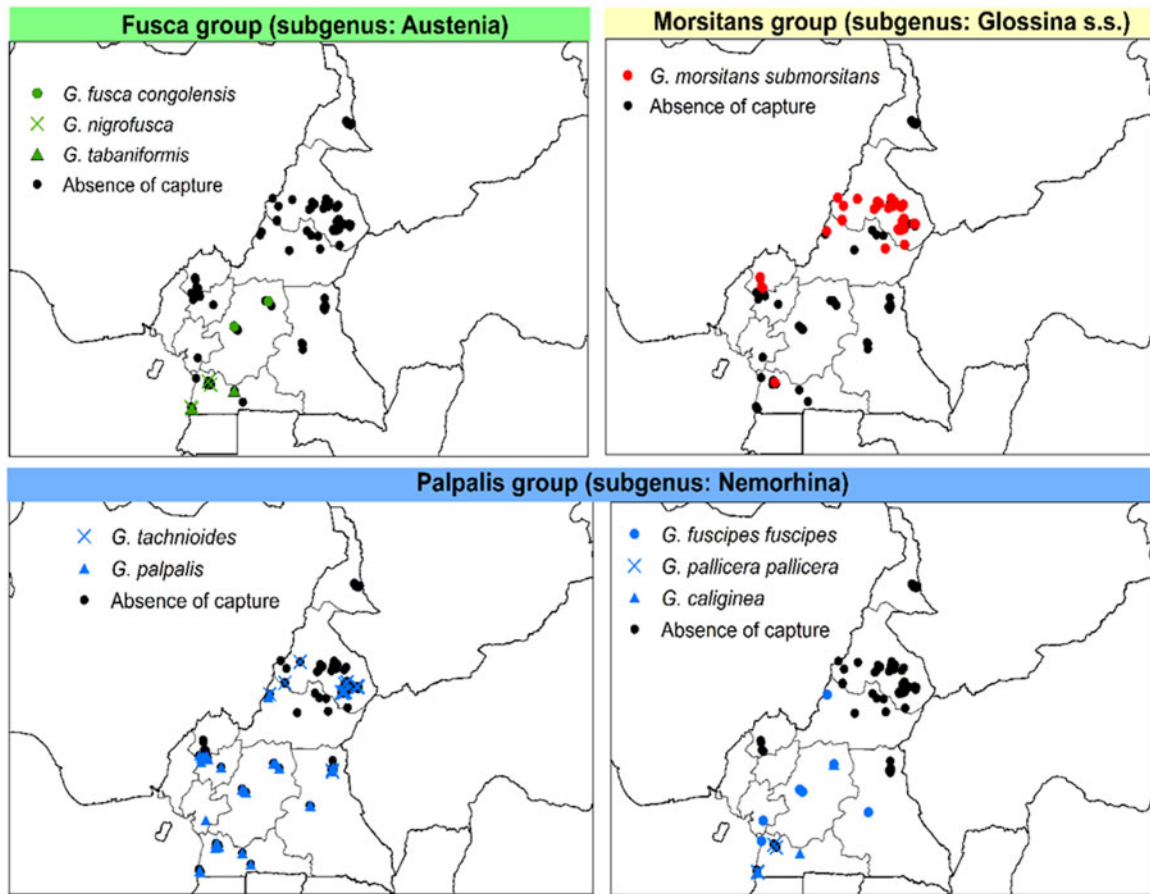 Fusca group (subgenus: Austenia)
G. fusca congolensis
G. nigrofusca
G. tabaniformis
Absence of capture
Morsitans group (subgenus: Glossina s.s.)
G. morsitans submorsitans
Absence of capture
Palpalis group (subgenus: Nemorhina)
G. tachnioides
G. palpalis
Absence of capture
G. fuscipes fuscipes
G. pallicera pallicera
G. caliginea
Absence of capture